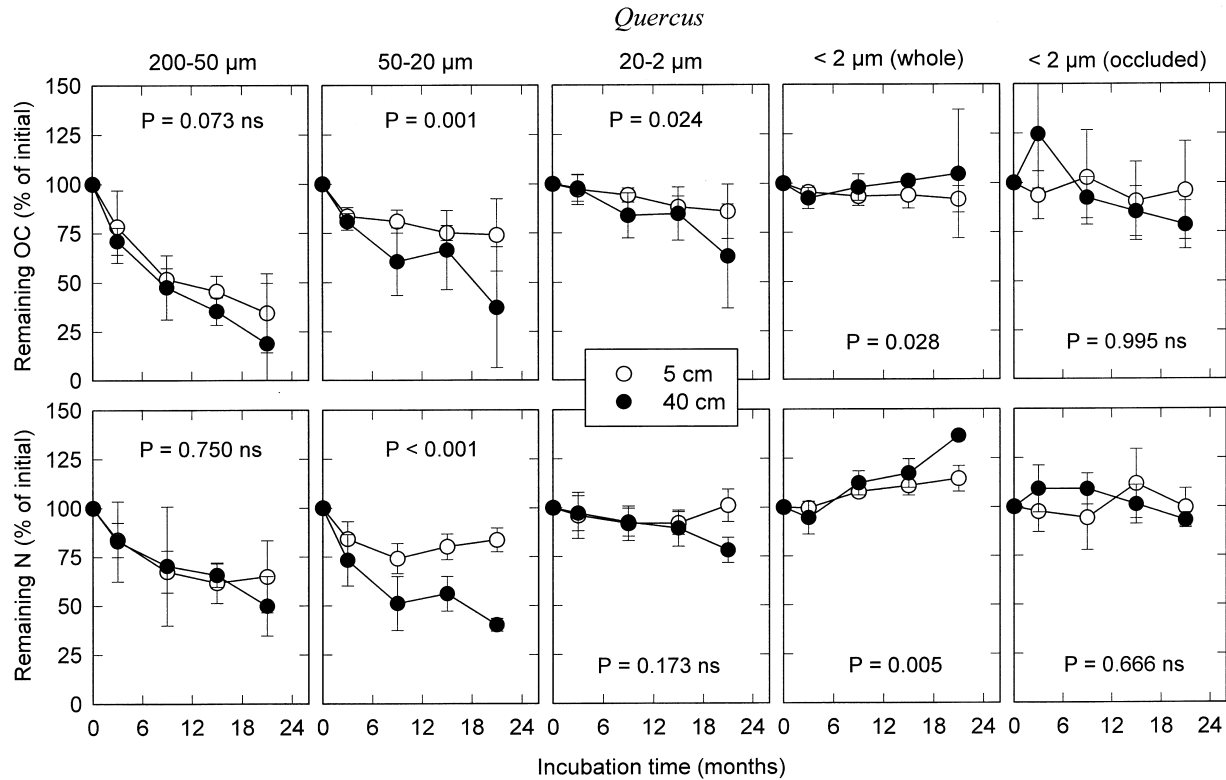 Quercus
200-50 µm
50-20 µm
20-2 µm
< 2 µm (whole)
< 2 µm (occluded)
Remaining OC (% of initial)
150
125
100
75
50
25
0
P = 0.073 ns
P = 0.001
P = 0.024
P = 0.028
P = 0.995 ns
5 cm
40 cm
Remaining N (% of initial)
150
125
100
75
50
25
0
P = 0.750 ns
P < 0.001
P = 0.173 ns
P = 0.005
P = 0.666 ns
0 6 12 18 24
0 6 12 18 24
0 6 12 18 24
0 6 12 18 24
0 6 12 18 24
Incubation time (months)